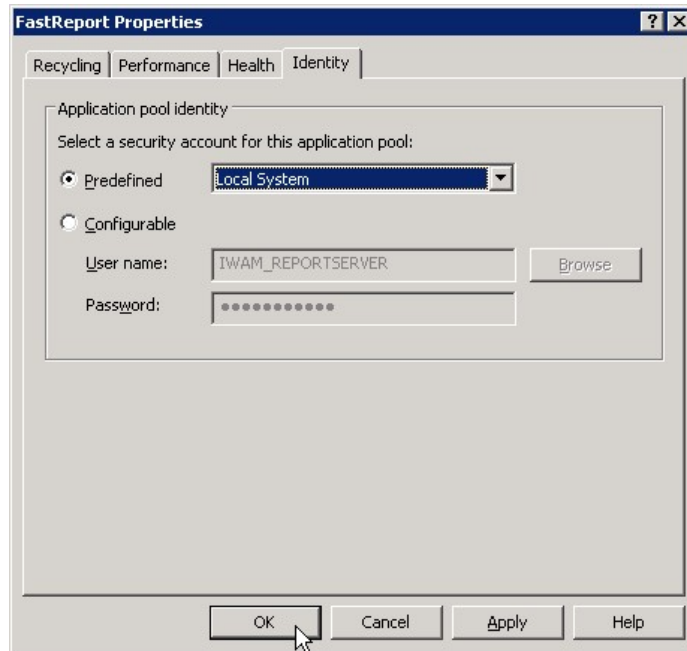 FastReport Properties
Recycling Performance Health Identity
Application pool identity
Select a security account for this application pool:
Predefined Local System
Configurable
User name: IWAM_REPORTSERVER Browse
Password: ●●●●●●●●●●●
OK Cancel Apply Help